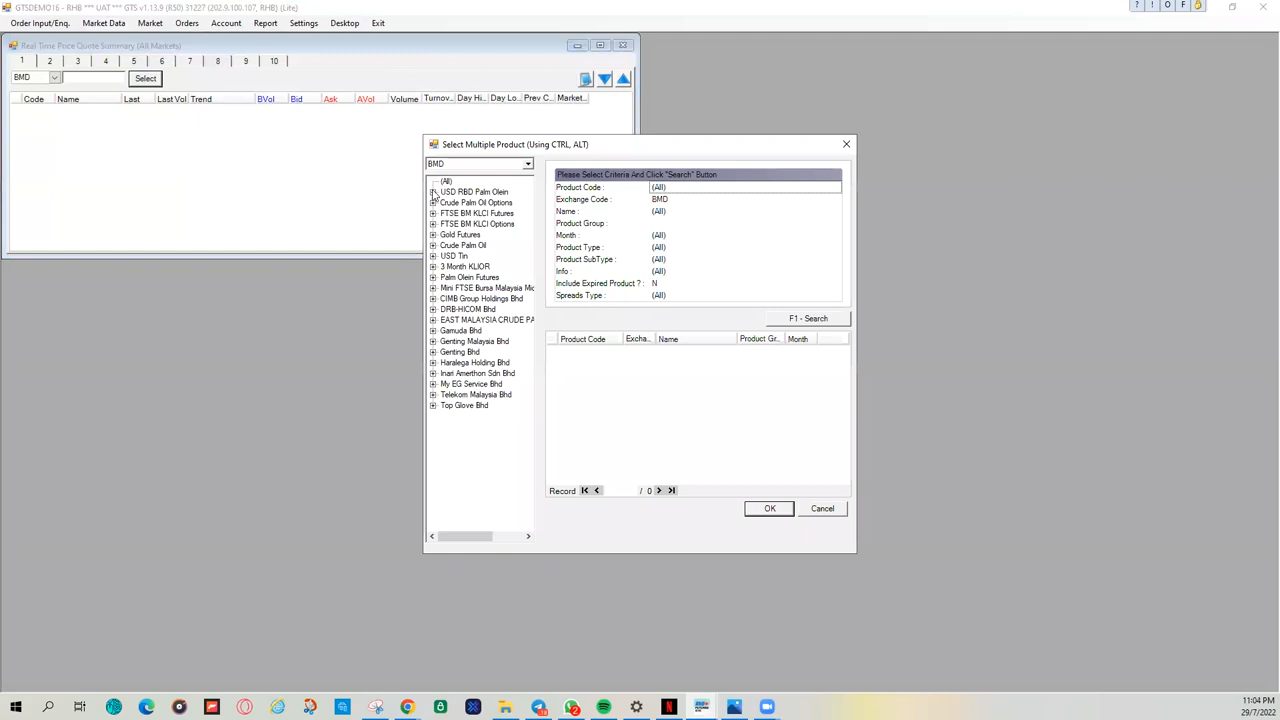 GTSDEMO16 - RHB *** UAT *** GTS v1.13.9 (R50) 31227 (202.9.100.107, RHB) (Lite)
Order Input/Enq. Market Data Market Orders Account Report Settings Desktop Exit
Real Time Price Quote Summary (All Markets)
1 2 3 4 5 6 7 8 9 10
BMD Select
Code Name Last Last Vol Trend BVol Bid Ask AVol Volume Turnov... Day Hi... Day Lo... Prev C... Market...
Select Multiple Product (Using CTRL, ALT)
BMD
(All)
USD RBD Palm Olein
Crude Palm Oil Options
FTSE BM KLCI Futures
FTSE BM KLCI Options
Gold Futures
Crude Palm Oil
USD Tin
3 Month KLIOR
Palm Olein Futures
Mini FTSE Bursa Malaysia Mid
CIMB Group Holdings Bhd
DRB-HICOM Bhd
EAST MALAYSIA CRUDE PA
Gamuda Bhd
Genting Malaysia Bhd
Genting Bhd
Haralega Holding Bhd
Inari Amerthon Sdn Bhd
My EG Service Bhd
Telekom Malaysia Bhd
Top Glove Bhd
Please Select Criteria And Click "Search" Button
Product Code : (All)
Exchange Code : BMD
Name : (All)
Product Group :
Month : (All)
Product Type : (All)
Product SubType : (All)
Info : (All)
Include Expired Product ? : N
Spreads Type : (All)
F1 - Search
Product Code Excha... Name Product Gr... Month
Record / 0
OK Cancel
11:04 PM
29/7/2022